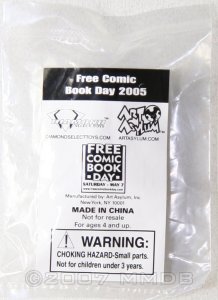 Free Comic
Book Day 2005
DIAMONDSELECTTOYS.COM
ARTASYLUM.COM
FREE
COMIC
BOOK
DAY
SATURDAY - MAY 7
Manufactured by: Art Asylum, Inc.
New York, NY 10001
MADE IN CHINA
Not for resale
For ages 4 and up.
WARNING:
CHOKING HAZARD-Small parts.
Not for children under 3 years.
©2007 MMDB